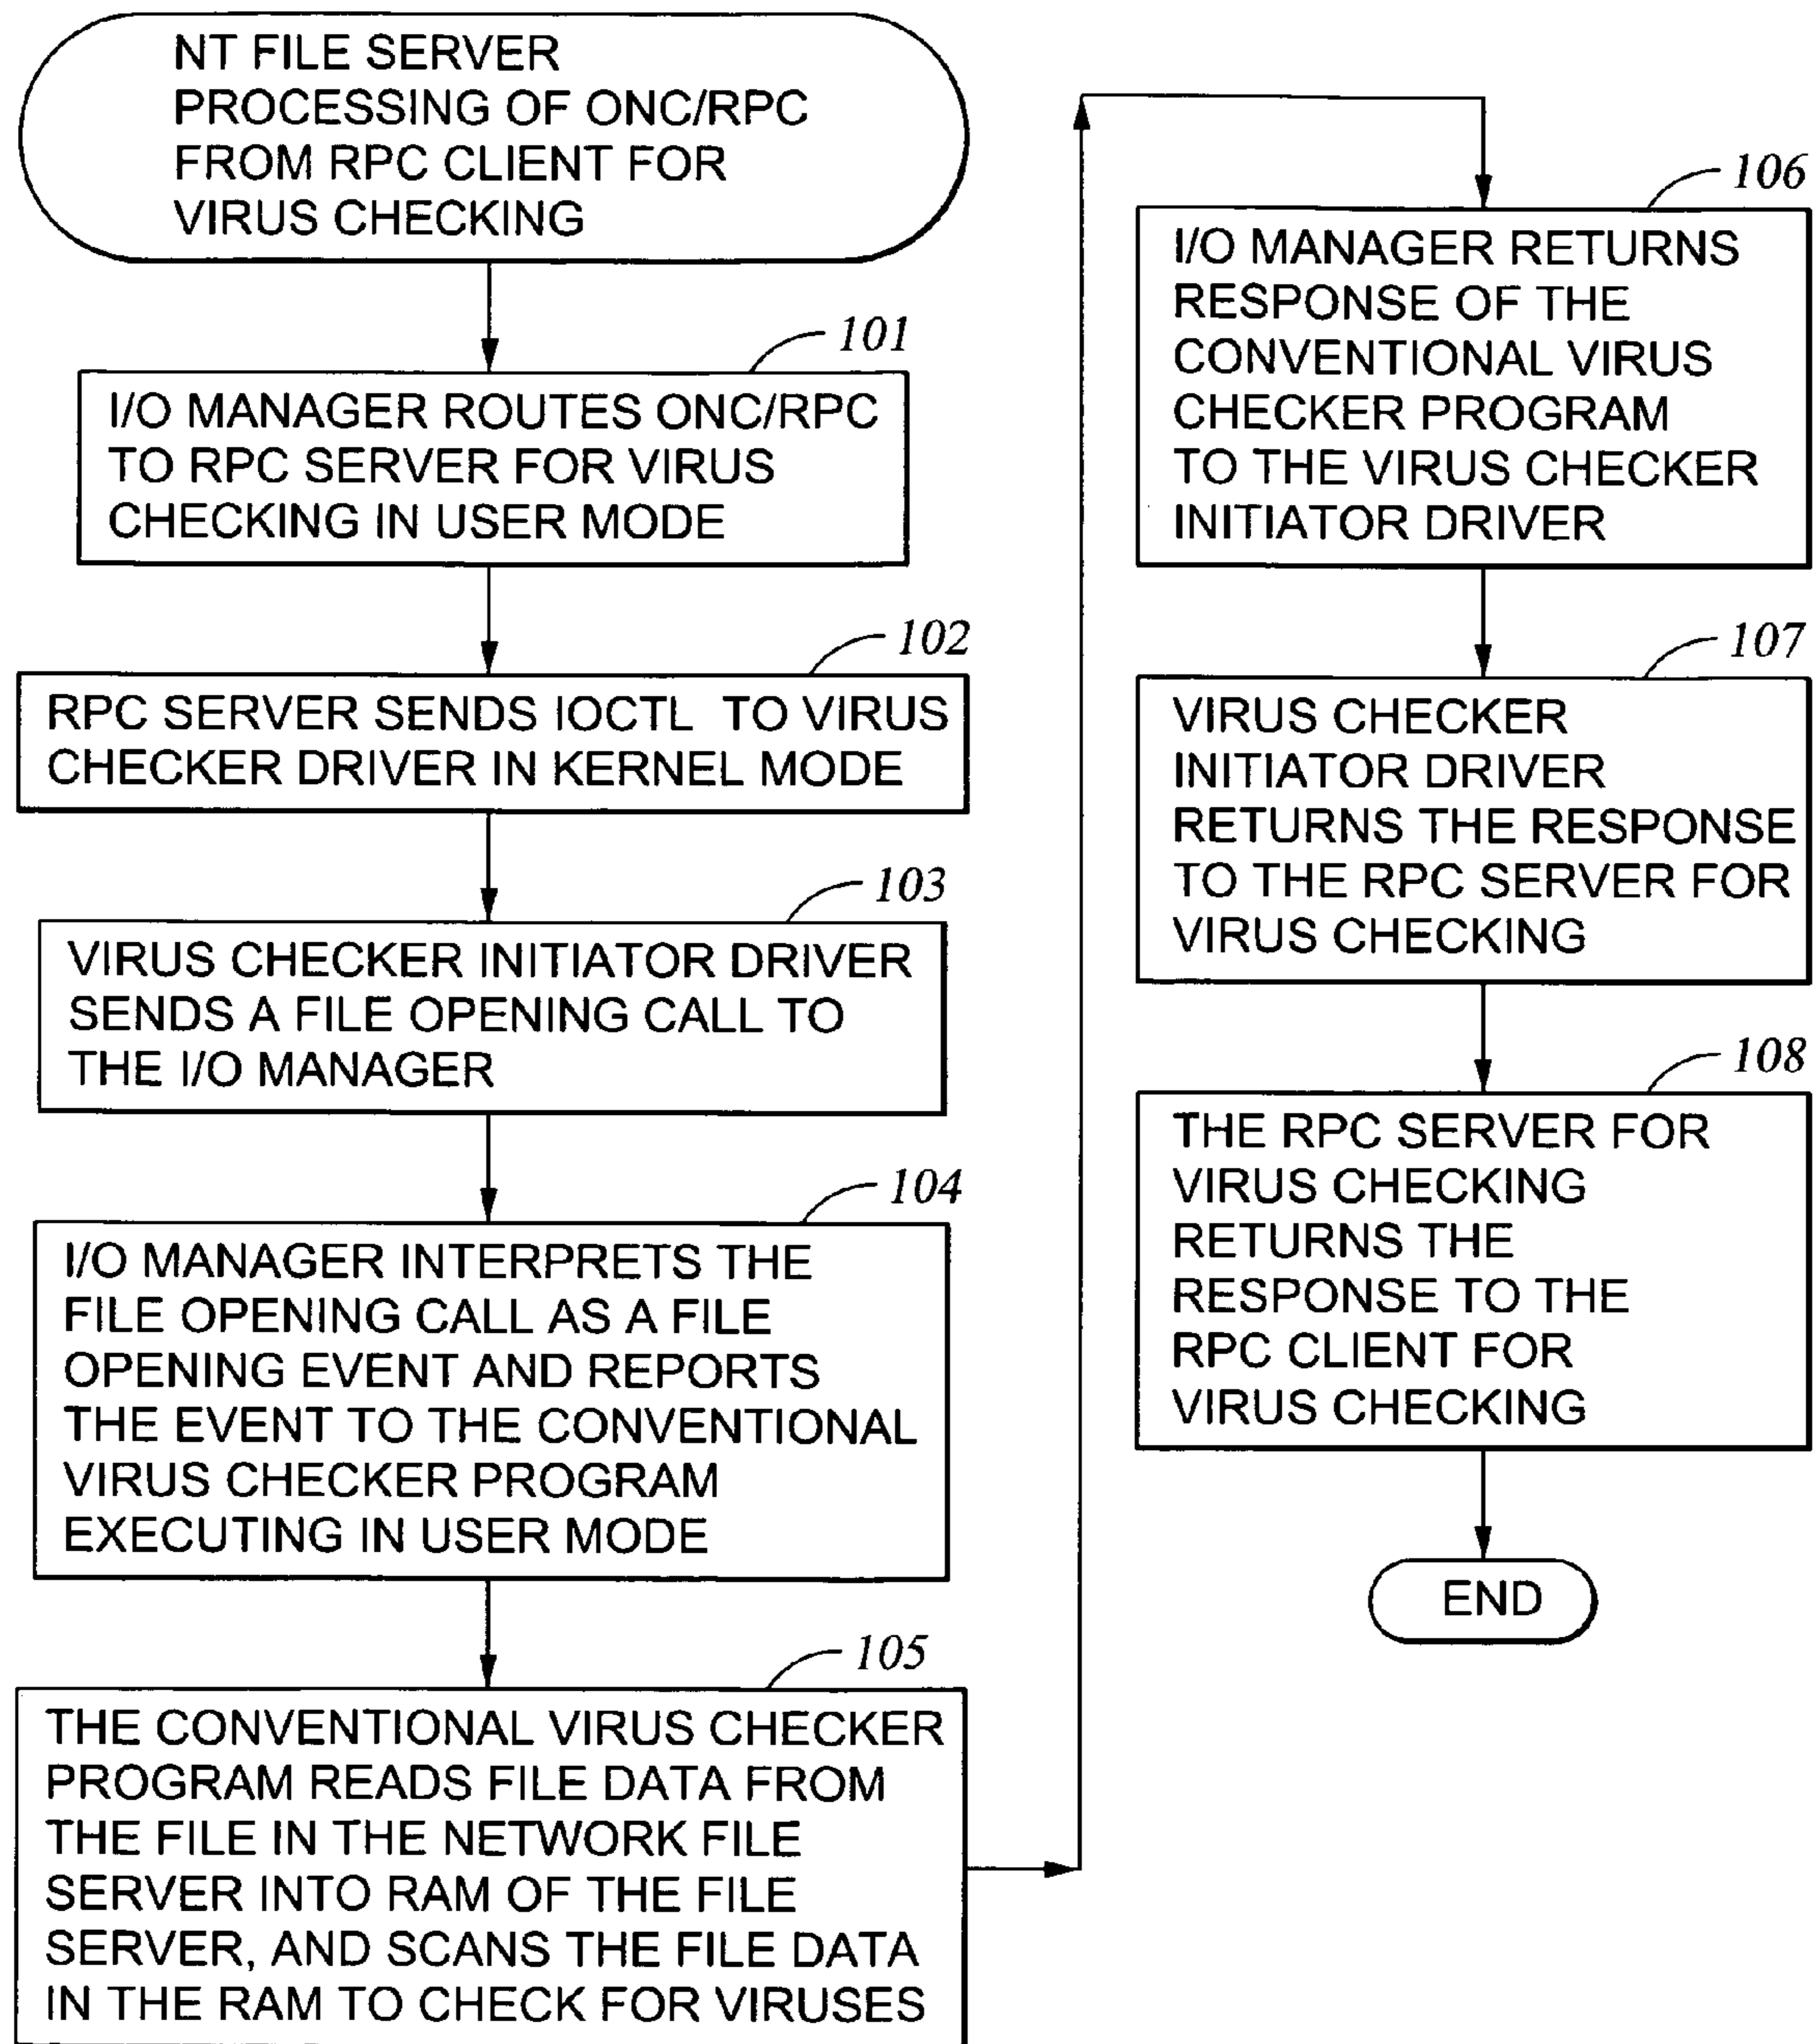 NT FILE SERVER
PROCESSING OF ONC/RPC
FROM RPC CLIENT FOR
VIRUS CHECKING
101
I/O MANAGER ROUTES ONC/RPC
TO RPC SERVER FOR VIRUS
CHECKING IN USER MODE
102
RPC SERVER SENDS IOCTL TO VIRUS
CHECKER DRIVER IN KERNEL MODE
103
VIRUS CHECKER INITIATOR DRIVER
SENDS A FILE OPENING CALL TO
THE I/O MANAGER
104
I/O MANAGER INTERPRETS THE
FILE OPENING CALL AS A FILE
OPENING EVENT AND REPORTS
THE EVENT TO THE CONVENTIONAL
VIRUS CHECKER PROGRAM
EXECUTING IN USER MODE
105
THE CONVENTIONAL VIRUS CHECKER
PROGRAM READS FILE DATA FROM
THE FILE IN THE NETWORK FILE
SERVER INTO RAM OF THE FILE
SERVER, AND SCANS THE FILE DATA
IN THE RAM TO CHECK FOR VIRUSES
106
I/O MANAGER RETURNS
RESPONSE OF THE
CONVENTIONAL VIRUS
CHECKER PROGRAM
TO THE VIRUS CHECKER
INITIATOR DRIVER
107
VIRUS CHECKER
INITIATOR DRIVER
RETURNS THE RESPONSE
TO THE RPC SERVER FOR
VIRUS CHECKING
108
THE RPC SERVER FOR
VIRUS CHECKING
RETURNS THE
RESPONSE TO THE
RPC CLIENT FOR
VIRUS CHECKING
END